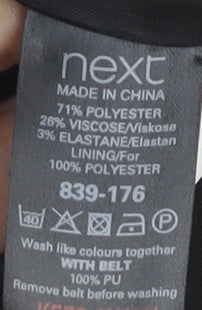 next
MADE IN CHINA
71% POLYESTER
26% VISCOSE/Viskose
3% ELASTANE/Elastan
LINING/For
100% POLYESTER
839-176
40 P
Wash like colours together
WITH BELT
100% PU
Remove belt before washing